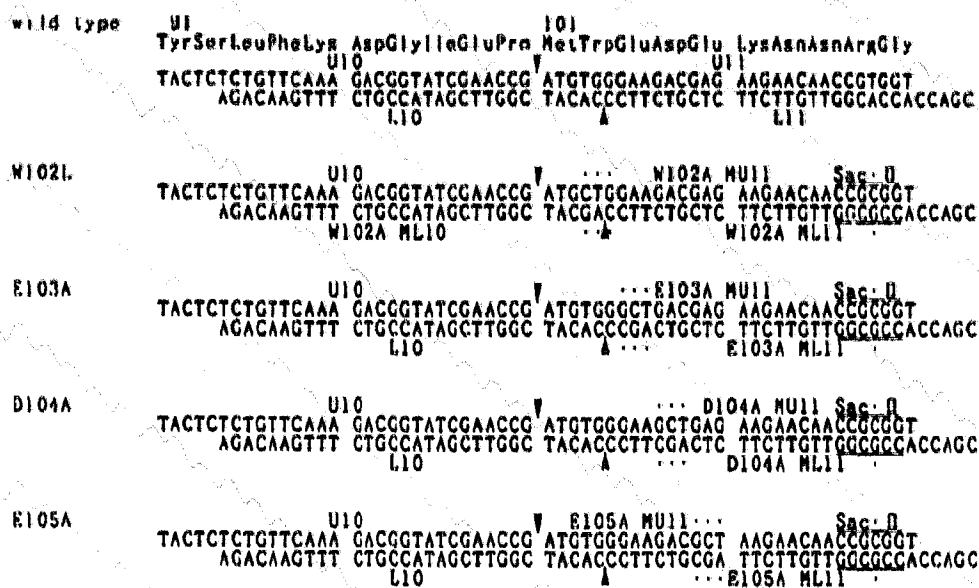 wild type 91 101
TyrSerLeuPheLys AspGlyIleGluPro MetTrpGluAspGlu LysAsnAsnArgGly
U10 U11
TACTCTCTGTTCAAA GACGGTATCGAACCG ATGTGGGAAGACGAG AAGAACAACCGTGGT
AGACAAGTTT CTGCCATAGCTTGGC TACACCCTTCTGCTC TTCTTGTTGGCACCACCAGC
L10 L11
W102L U10 W102A MU11 Sac II
TACTCTCTGTTCAAA GACGGTATCGAACCG ATGCTGGAAGACGAG AAGAACAACCGCGGT
AGACAAGTTT CTGCCATAGCTTGGC TACGACCTTCTGCTC TTCTTGTTGGCGCCACCAGC
W102A ML10 W102A ML11
E103A U10 E103A MU11 Sac II
TACTCTCTGTTCAAA GACGGTATCGAACCG ATGTGGGCTGACGAG AAGAACAACCGCGGT
AGACAAGTTT CTGCCATAGCTTGGC TACACCCGACTGCTC TTCTTGTTGGCGCCACCAGC
L10 E103A ML11
D104A U10 D104A MU11 Sac II
TACTCTCTGTTCAAA GACGGTATCGAACCG ATGTGGGAAGCTGAG AAGAACAACCGCGGT
AGACAAGTTT CTGCCATAGCTTGGC TACACCCTTCGACTC TTCTTGTTGGCGCCACCAGC
L10 D104A ML11
E105A U10 E105A MU11 Sac II
TACTCTCTGTTCAAA GACGGTATCGAACCG ATGTGGGAAGACGCT AAGAACAACCGCGGT
AGACAAGTTT CTGCCATAGCTTGGC TACACCCTTCTGCGA TTCTTGTTGGCGCCACCAGC
L10 E105A ML11